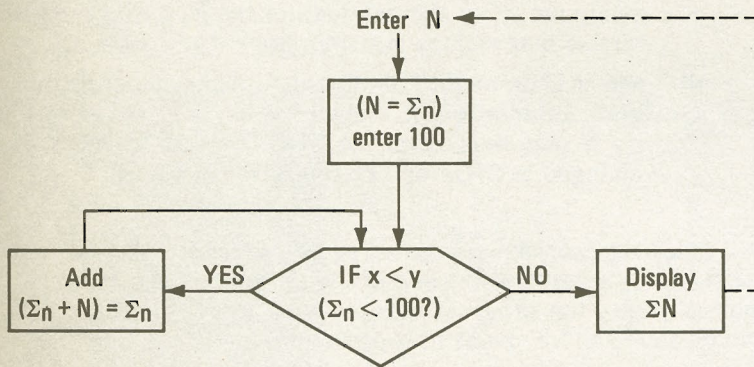 Enter N
(N = Σn)
enter 100
Add
(Σn + N) = Σn
YES
IF x < y
(Σn < 100?)
NO
Display
ΣN